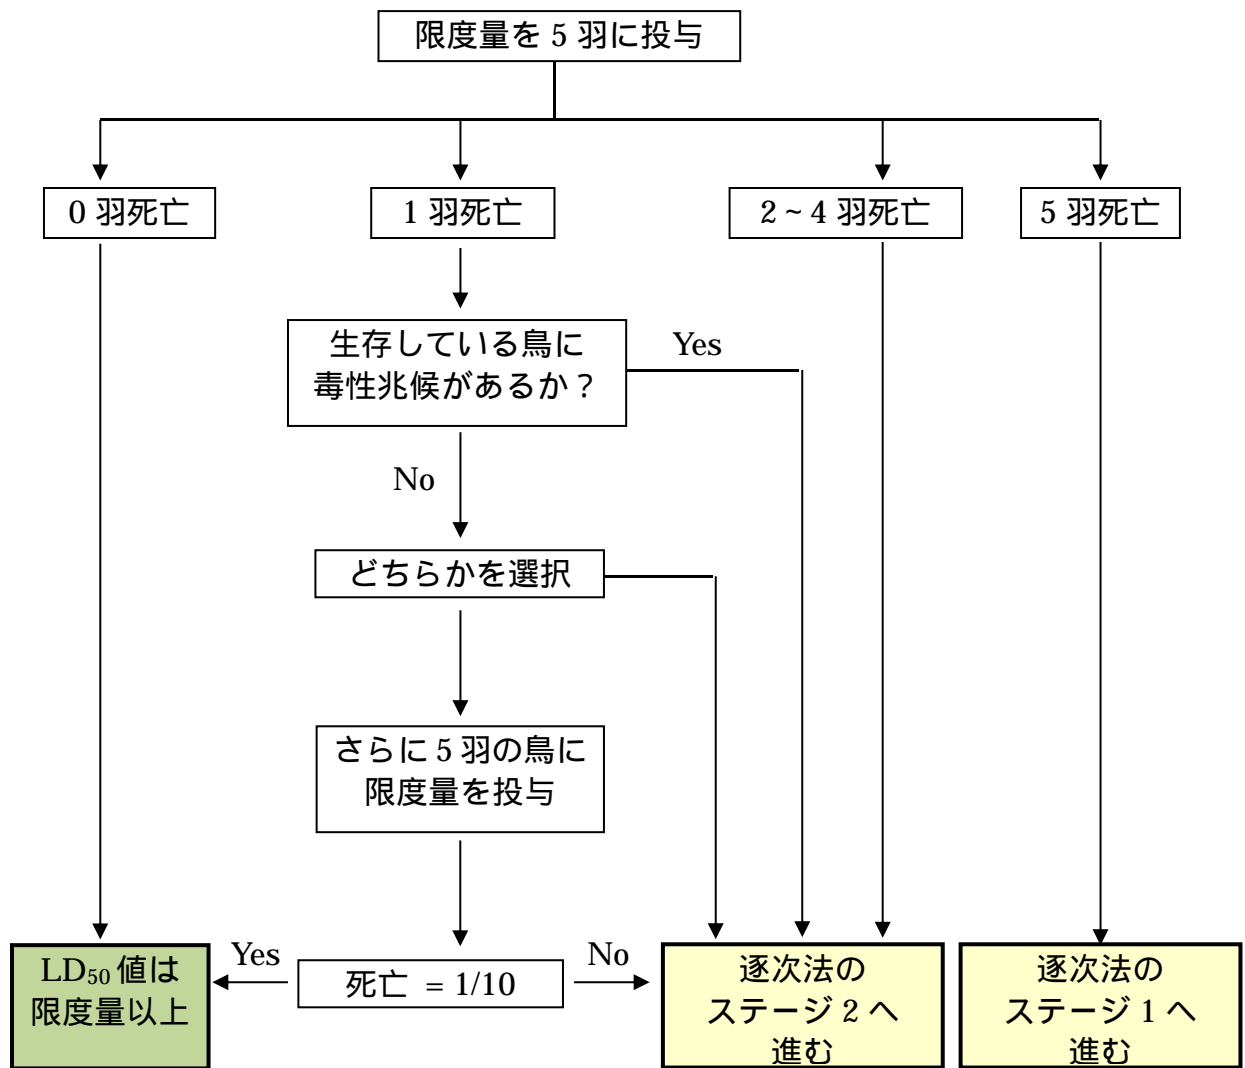 限度量を 5 羽に投与
0 羽死亡
1 羽死亡
2 ~ 4 羽死亡
5 羽死亡
生存している鳥に
毒性兆候があるか？
Yes
No
どちらかを選択
さらに 5 羽の鳥に
限度量を投与
LD₅₀ 値は
限度量以上
Yes
死亡 = 1/10
No
逐次法の
ステージ 2 へ
進む
逐次法の
ステージ 1 へ
進む